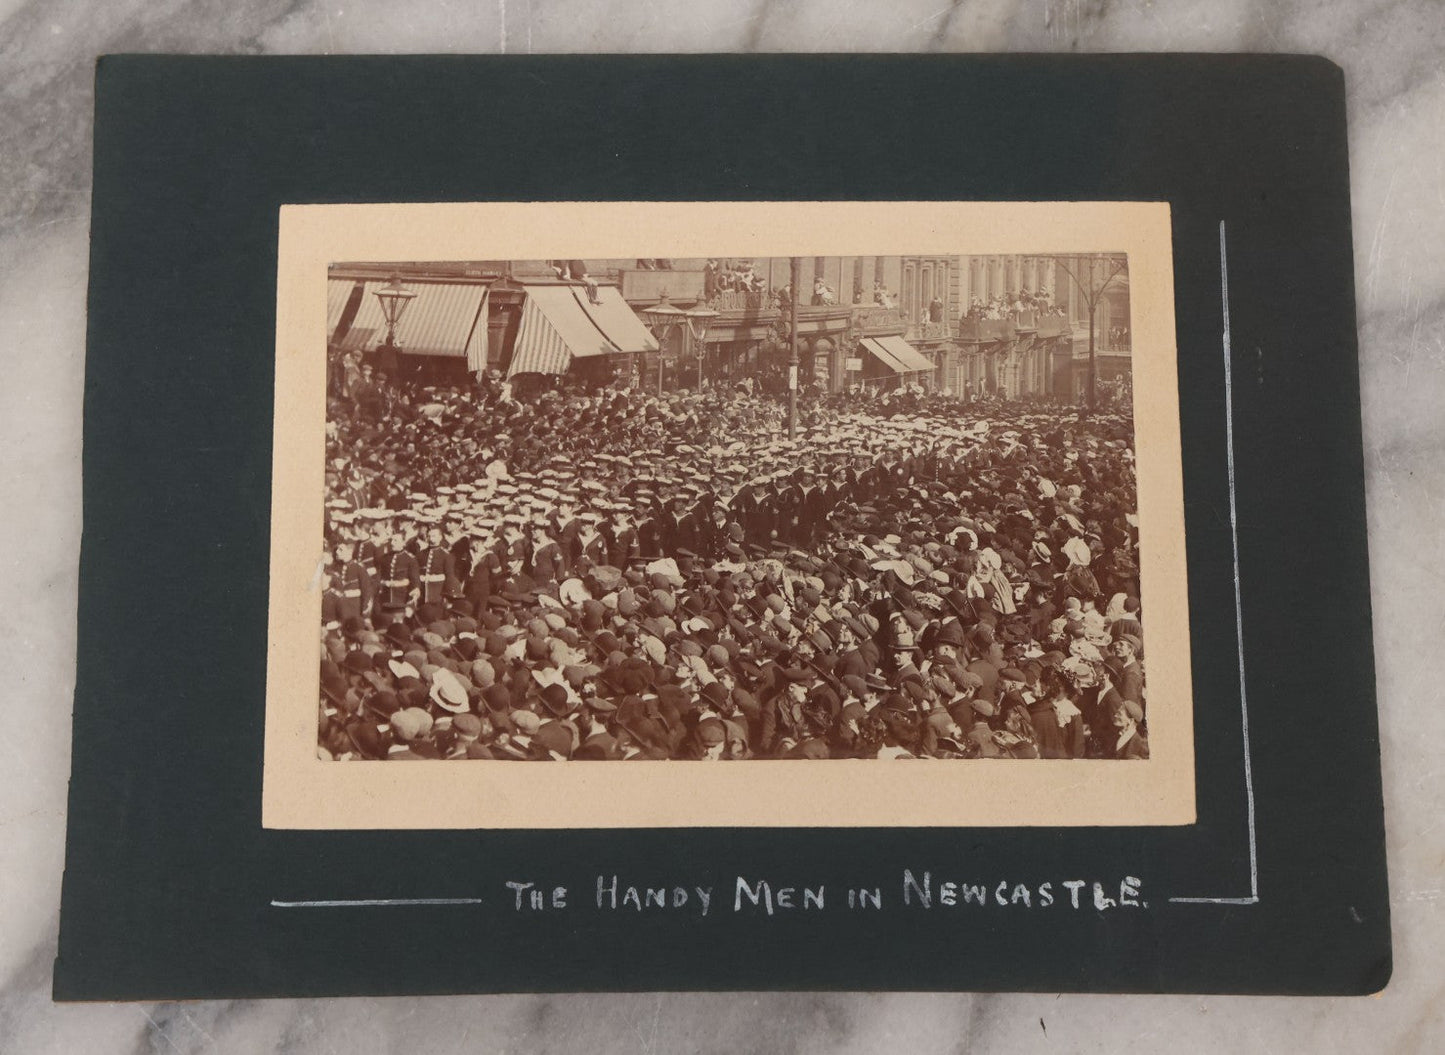 THE HANDY MEN IN NEWCASTLE.